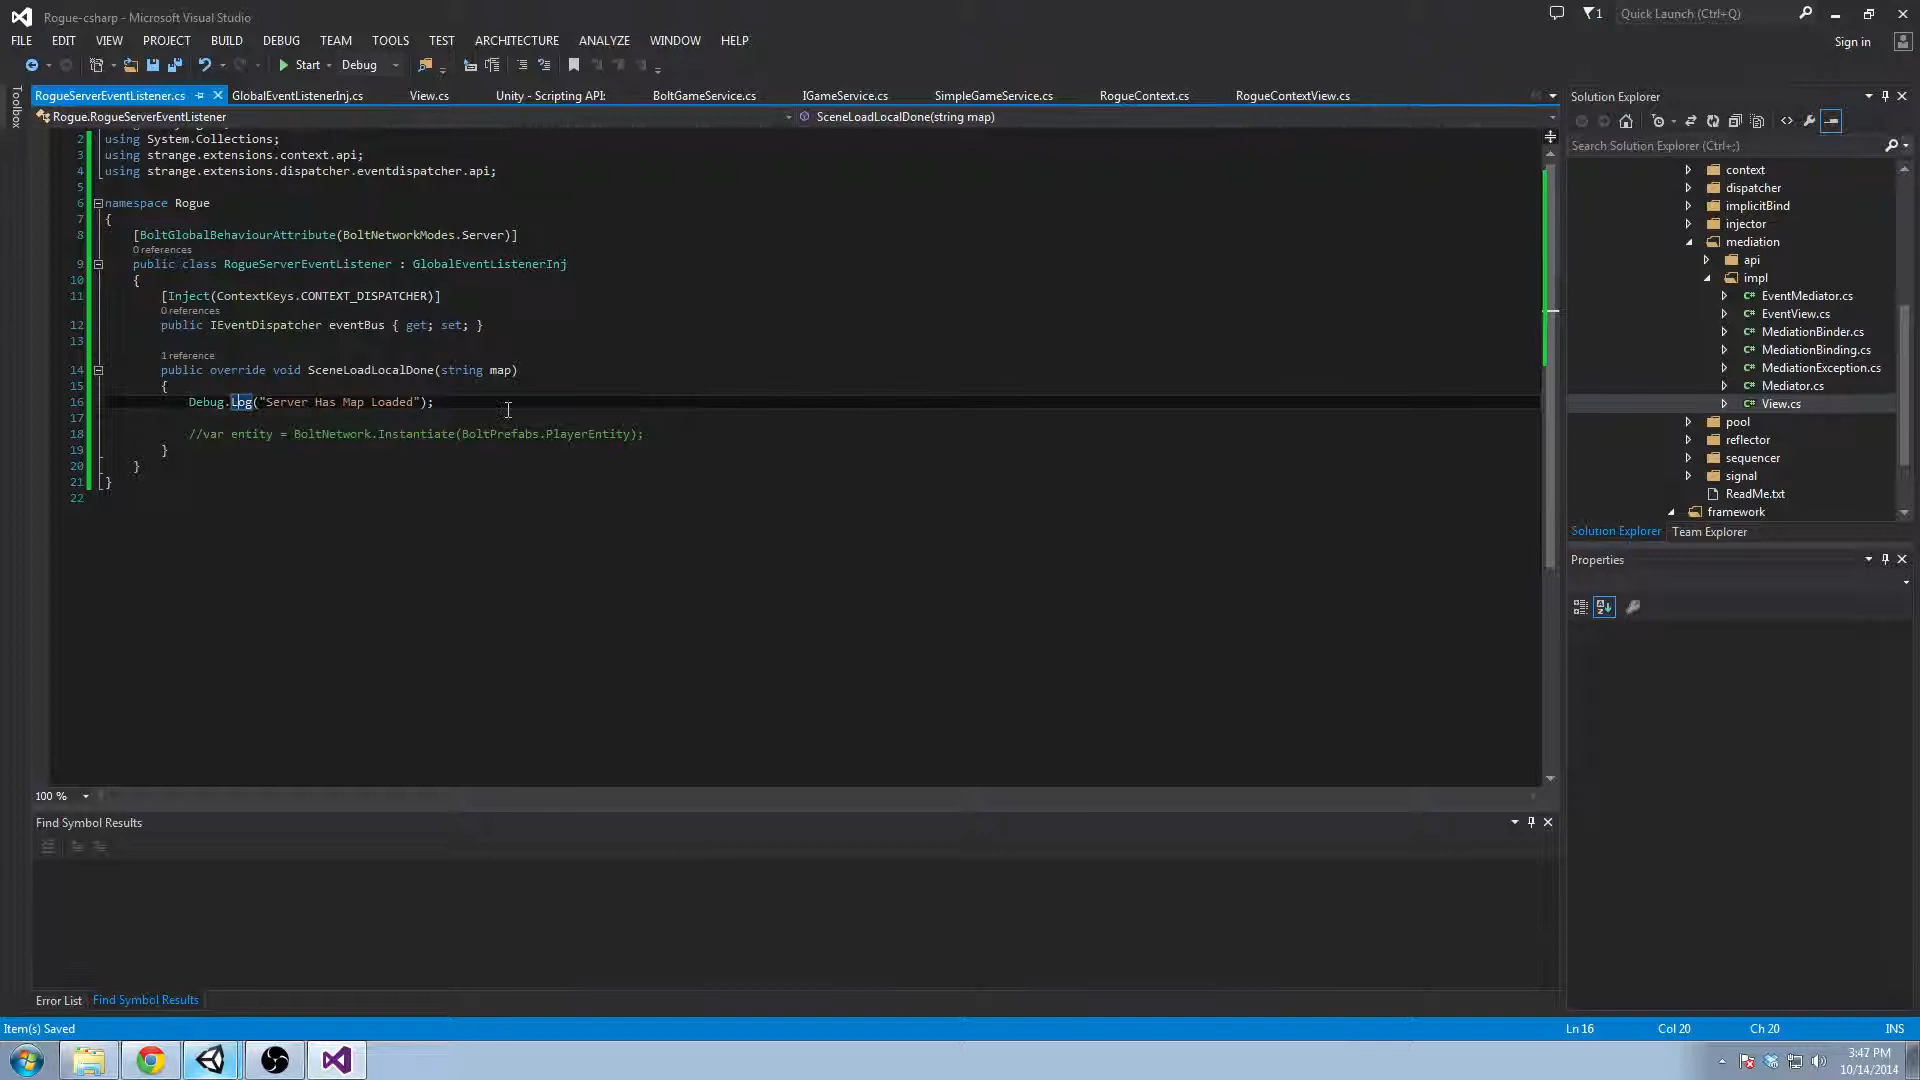 Rogue-csharp - Microsoft Visual Studio
1
Quick Launch (Ctrl+Q)
FILE EDIT VIEW PROJECT BUILD DEBUG TEAM TOOLS TEST ARCHITECTURE ANALYZE WINDOW HELP
Sign in
Start Debug
Toolbox
RogueServerEventListener.cs GlobalEventListenerInj.cs View.cs Unity - Scripting API: BoltGameService.cs IGameService.cs SimpleGameService.cs RogueContext.cs RogueContextView.cs
Rogue.RogueServerEventListener SceneLoadLocalDone(string map)
2 using System.Collections;
3 using strange.extensions.context.api;
4 using strange.extensions.dispatcher.eventdispatcher.api;
5
6 namespace Rogue
7 {
8 [BoltGlobalBehaviourAttribute(BoltNetworkModes.Server)]
0 references
9 public class RogueServerEventListener : GlobalEventListenerInj
10 {
11 [Inject(ContextKeys.CONTEXT_DISPATCHER)]
0 references
12 public IEventDispatcher eventBus { get; set; }
13
1 reference
14 public override void SceneLoadLocalDone(string map)
15 {
16 Debug.Log("Server Has Map Loaded");
17
18 //var entity = BoltNetwork.Instantiate(BoltPrefabs.PlayerEntity);
19 }
20 }
21 }
22
100 %
Find Symbol Results
Error List Find Symbol Results
Solution Explorer
Search Solution Explorer (Ctrl+;)
context
dispatcher
implicitBind
injector
mediation
api
impl
C# EventMediator.cs
C# EventView.cs
C# MediationBinder.cs
C# MediationBinding.cs
C# MediationException.cs
C# Mediator.cs
C# View.cs
pool
reflector
sequencer
signal
ReadMe.txt
framework
Solution Explorer Team Explorer
Properties
Item(s) Saved
Ln 16 Col 20 Ch 20 INS
3:47 PM
10/14/2014